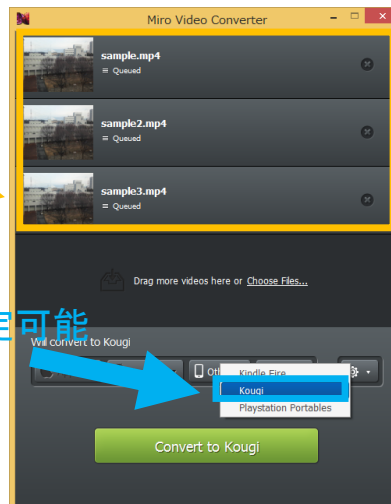 Miro Video Converter
sample.mp4
= Queued
sample2.mp4
= Queued
sample3.mp4
= Queued
Drag more videos here or Choose Files...
可能
Will convert to Kougi
Kindle Fire
Kougi
Playstation Portables
Convert to Kougi